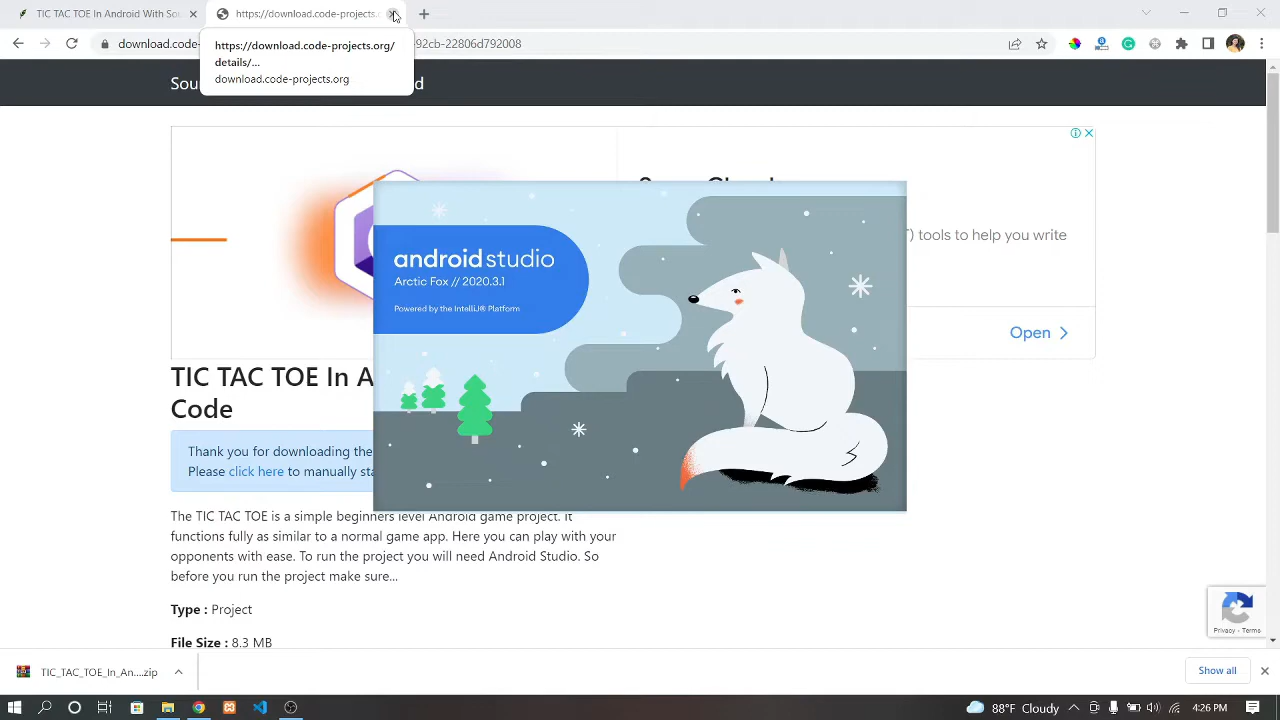 TIC TAC TOE In Android With Sou
https://download.code-projects.
download.code-
92cb-22806d792008
https://download.code-projects.org/
details/...
download.code-projects.org
Sou
d
tools to help you write
Open
android studio
Arctic Fox // 2020.3.1
Powered by the IntelliJ® Platform
TIC TAC TOE In A
Code
Thank you for downloading the
Please click here to manually sta
The TIC TAC TOE is a simple beginners level Android game project. It
functions fully as similar to a normal game app. Here you can play with your
opponents with ease. To run the project you will need Android Studio. So
before you run the project make sure...
Type : Project
File Size : 8.3 MB
Privacy - Terms
TIC_TAC_TOE_In_An....zip
Show all
88°F Cloudy
4:26 PM